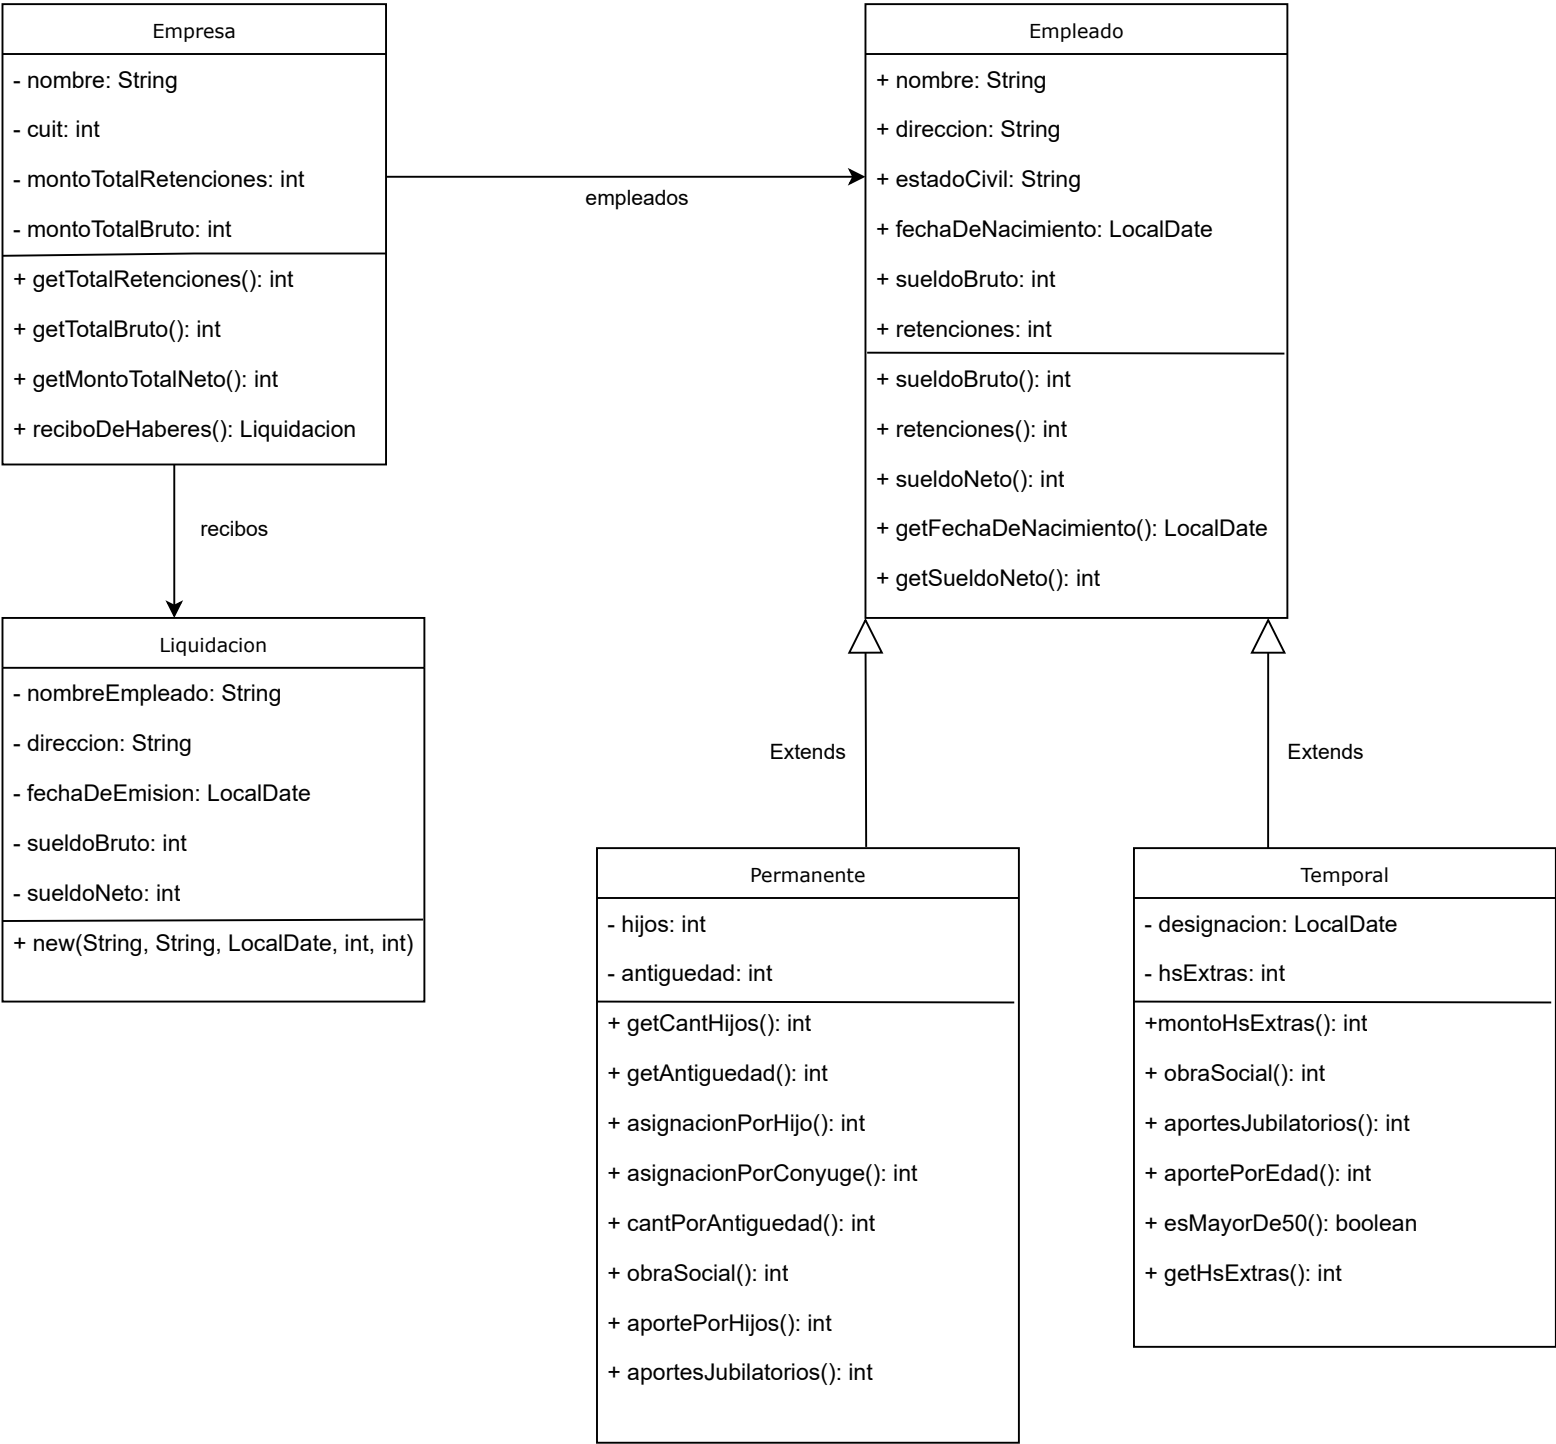 Empresa
- nombre: String
- cuit: int
- montoTotalRetenciones: int
- montoTotalBruto: int
+ getTotalRetenciones(): int
+ getTotalBruto(): int
+ getMontoTotalNeto(): int
+ reciboDeHaberes(): Liquidacion
empleados
Empleado
+ nombre: String
+ direccion: String
+ estadoCivil: String
+ fechaDeNacimiento: LocalDate
+ sueldoBruto: int
+ retenciones: int
+ sueldoBruto(): int
+ retenciones(): int
+ sueldoNeto(): int
+ getFechaDeNacimiento(): LocalDate
+ getSueldoNeto(): int
recibos
Liquidacion
- nombreEmpleado: String
- direccion: String
- fechaDeEmision: LocalDate
- sueldoBruto: int
- sueldoNeto: int
+ new(String, String, LocalDate, int, int)
Extends
Extends
Permanente
- hijos: int
- antiguedad: int
+ getCantHijos(): int
+ getAntiguedad(): int
+ asignacionPorHijo(): int
+ asignacionPorConyuge(): int
+ cantPorAntiguedad(): int
+ obraSocial(): int
+ aportePorHijos(): int
+ aportesJubilatorios(): int
Temporal
- designacion: LocalDate
- hsExtras: int
+montoHsExtras(): int
+ obraSocial(): int
+ aportesJubilatorios(): int
+ aportePorEdad(): int
+ esMayorDe50(): boolean
+ getHsExtras(): int